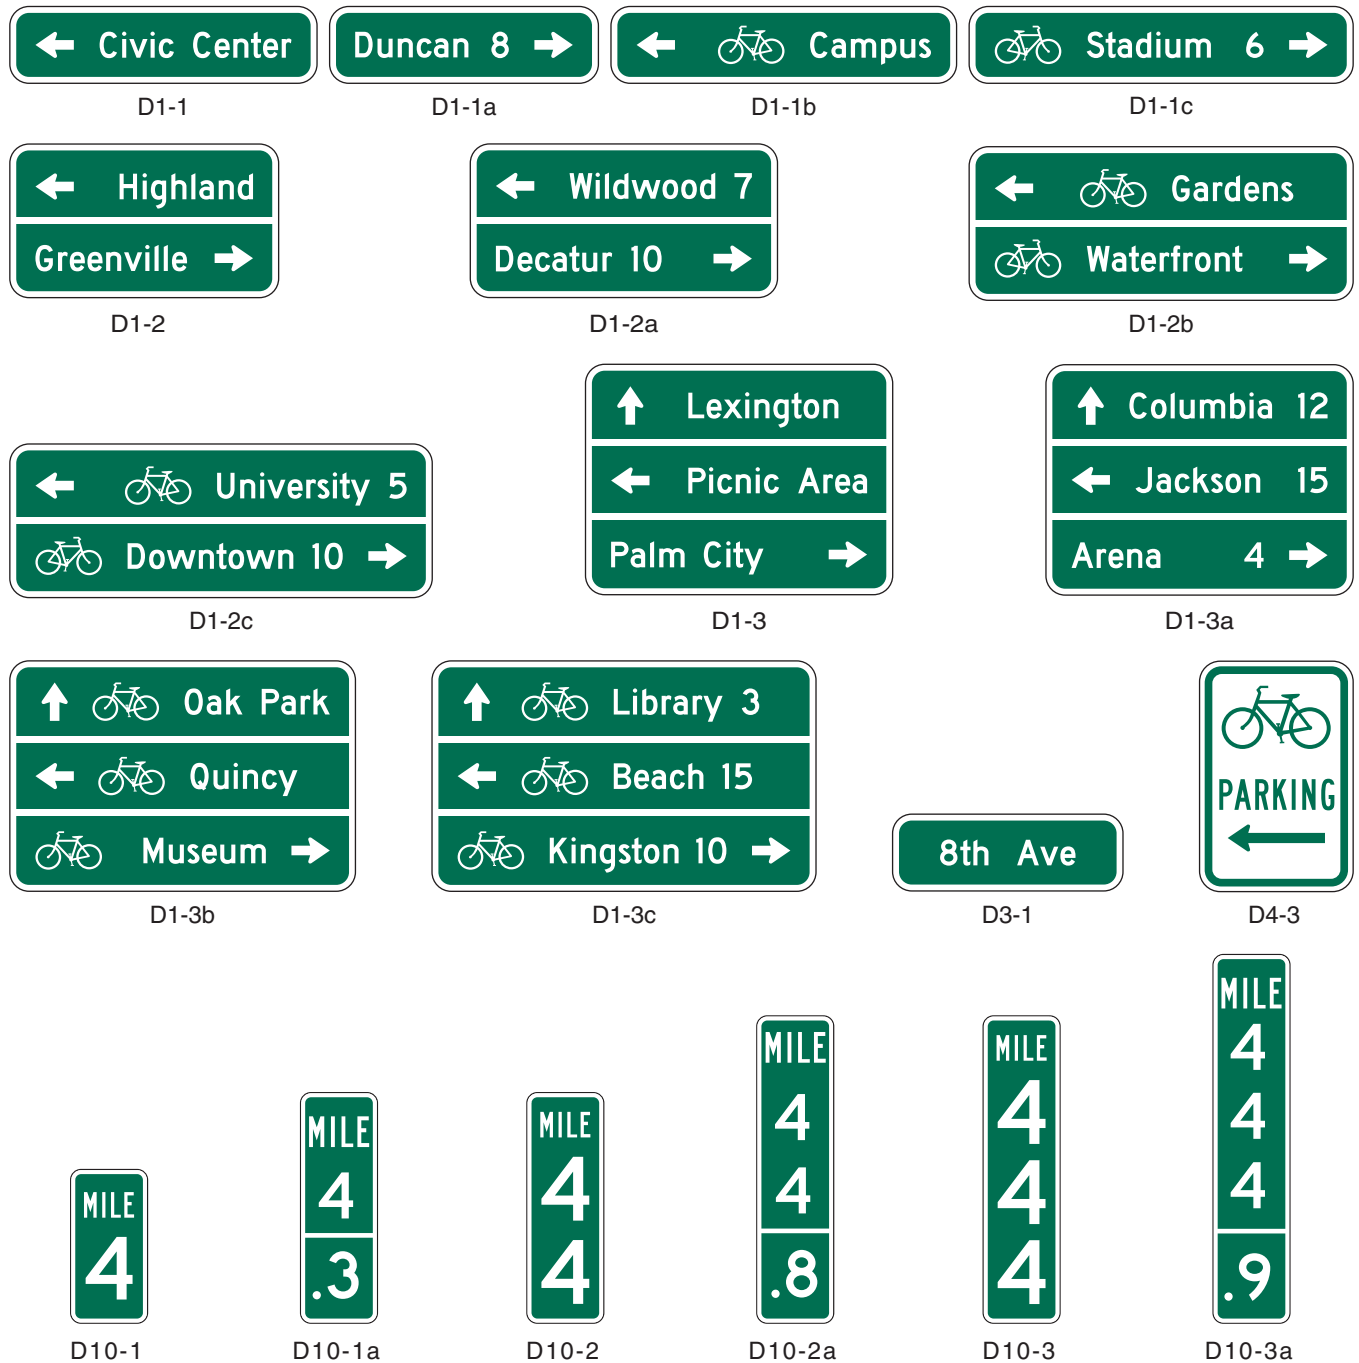 Civic Center
Duncan 8
Campus
Stadium 6
D1-1
D1-1a
D1-1b
D1-1c
Highland
Greenville
Wildwood 7
Decatur 10
Gardens
Waterfront
D1-2
D1-2a
D1-2b
University 5
Downtown 10
Lexington
Picnic Area
Palm City
Columbia 12
Jackson 15
Arena 4
D1-2c
D1-3
D1-3a
Oak Park
Quincy
Museum
Library 3
Beach 15
Kingston 10
8th Ave
PARKING
D1-3b
D1-3c
D3-1
D4-3
MILE
4
MILE
4
.3
MILE
4
4
MILE
4
4
.8
MILE
4
4
4
MILE
4
4
4
.9
D10-1
D10-1a
D10-2
D10-2a
D10-3
D10-3a